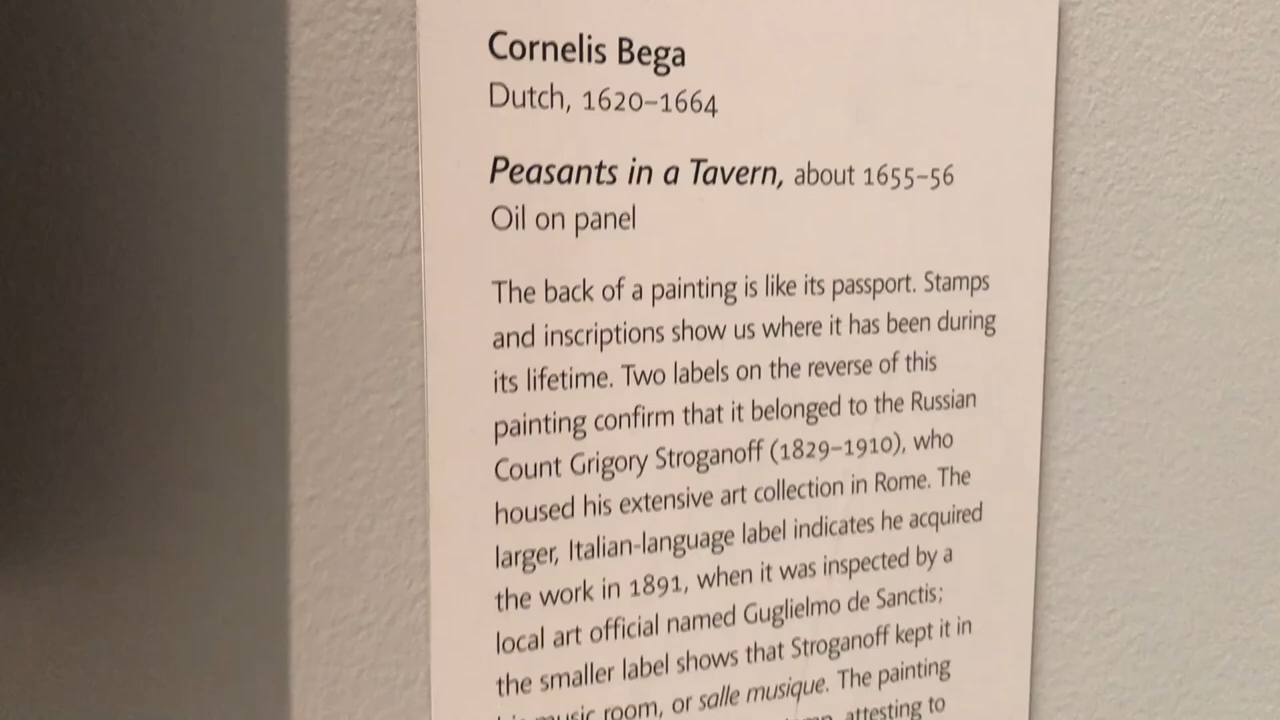 Cornelis Bega
Dutch, 1620–1664
Peasants in a Tavern, about 1655–56
Oil on panel
The back of a painting is like its passport. Stamps
and inscriptions show us where it has been during
its lifetime. Two labels on the reverse of this
painting confirm that it belonged to the Russian
Count Grigory Stroganoff (1829–1910), who
housed his extensive art collection in Rome. The
larger, Italian-language label indicates he acquired
the work in 1891, when it was inspected by a
local art official named Guglielmo de Sanctis;
the smaller label shows that Stroganoff kept it in
music room, or salle musique. The painting
attesting to